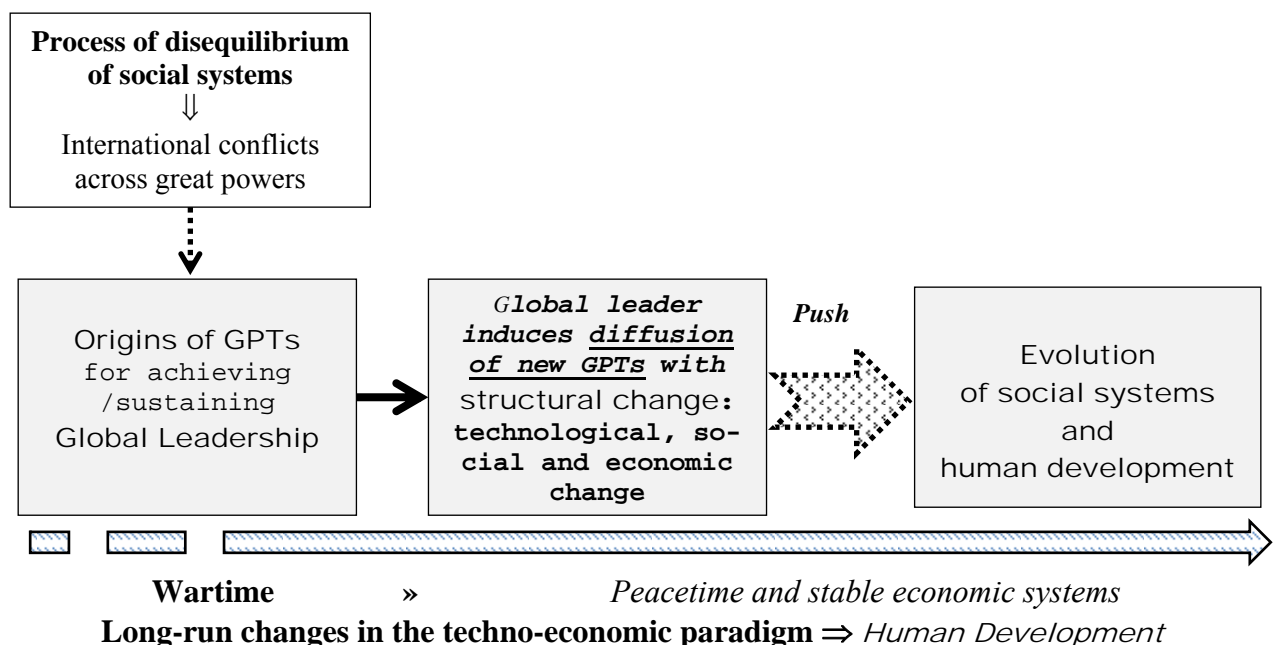 Process of disequilibrium
of social systems
⇓
International conflicts
across great powers
Origins of GPTs
for achieving
/sustaining
Global Leadership
Global leader
induces diffusion
of new GPTs with
structural change:
technological, so-
cial and economic
change
Push
Evolution
of social systems
and
human development
Wartime » Peacetime and stable economic systems
Long-run changes in the techno-economic paradigm ⇒ Human Development